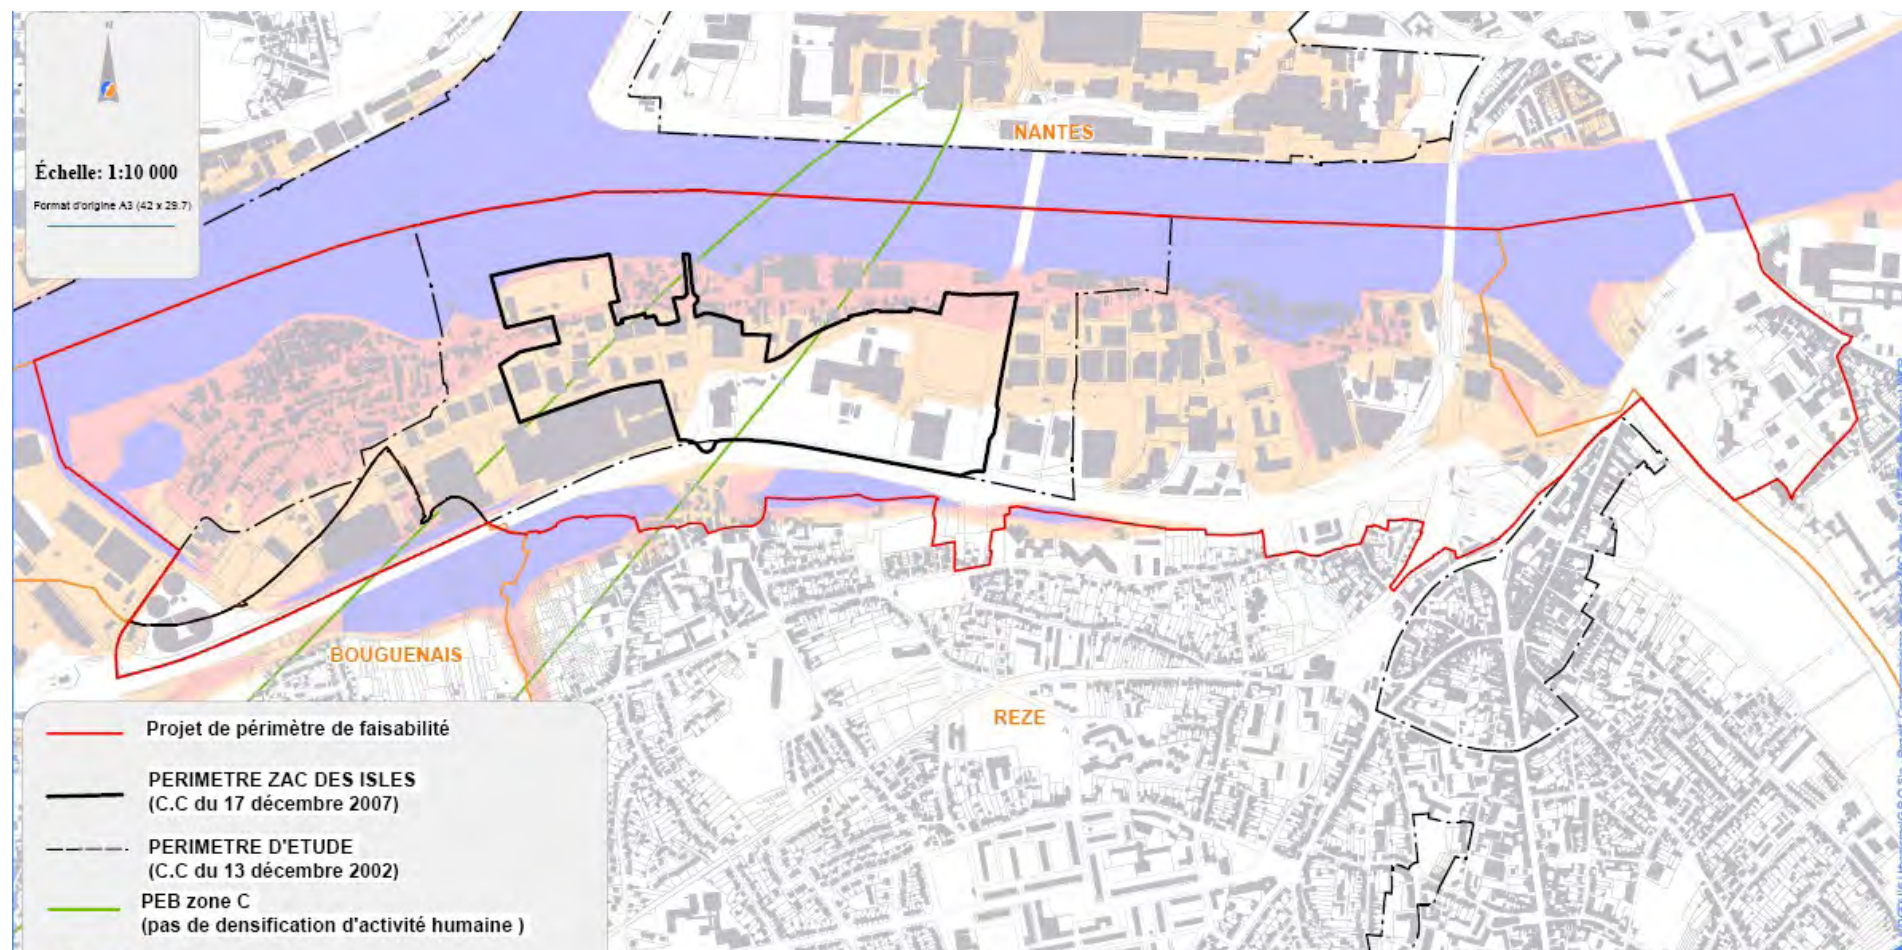 Échelle: 1:10 000
Format d'origine A3 (42 x 29.7)
NANTES
BOUGUENAIS
REZE
Projet de périmètre de faisabilité
PERIMETRE ZAC DES ISLES
(C.C du 17 décembre 2007)
PERIMETRE D'ETUDE
(C.C du 13 décembre 2002)
PEB zone C
(pas de densification d'activité humaine )